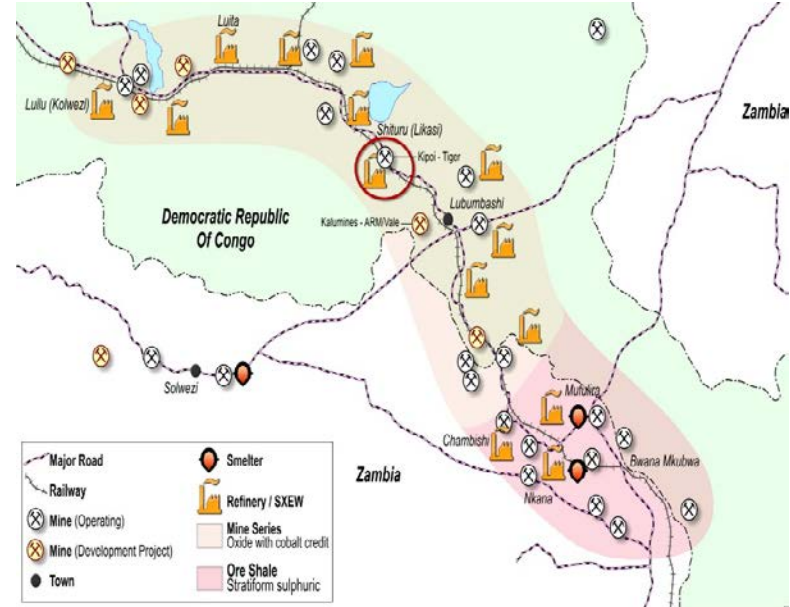 Luita
Zambia
Luilu (Kolwezi)
Shituru (Likasi)
Kipoi - Tiger
Lubumbashi
Democratic Republic
Of Congo
Kalumines - ARM/Vale
Solwezi
Mufulira
Chambishi
Bwana Mkubwa
Zambia
Nkana
Major Road
Railway
Mine (Operating)
Mine (Development Project)
Town
Smelter
Refinery / SXEW
Mine Series
Oxide with cobalt credit
Ore Shale
Stratiform sulphuric